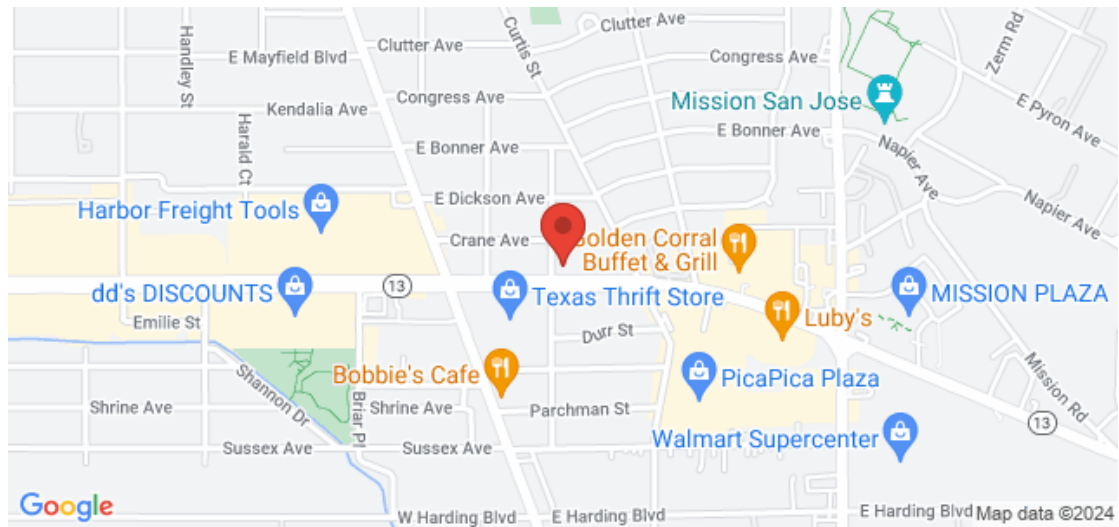 Handley St
Clutter Ave
Clutter Ave
Curtis St
Zerm Rd
E Mayfield Blvd
Congress Ave
Congress Ave
Kendalia Ave
Mission San Jose
E Pyron Ave
Harald Ct
E Bonner Ave
E Bonner Ave
Napier Ave
E Dickson Ave
Napier Ave
Harbor Freight Tools
Crane Ave
Golden Corral
Buffet & Grill
13
dd's DISCOUNTS
Texas Thrift Store
MISSION PLAZA
Emilie St
Durr St
Luby's
Bobbie's Cafe
PicaPica Plaza
Mission Rd
Shannon Dr
Briar Pl
Shrine Ave
Shrine Ave
Parchman St
13
Walmart Supercenter
Sussex Ave
Sussex Ave
Google
W Harding Blvd
E Harding Blvd
E Harding Blvd
Map data ©2024